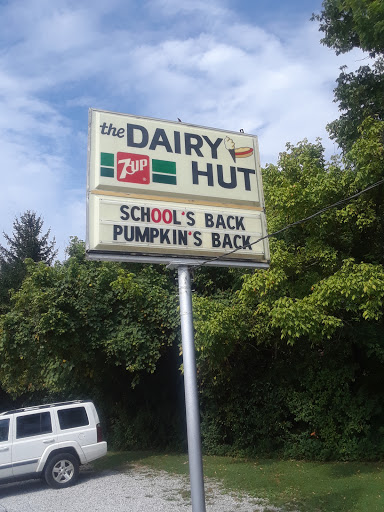 the DAIRY
7UP HUT
SCHOOL'S BACK
PUMPKIN'S BACK